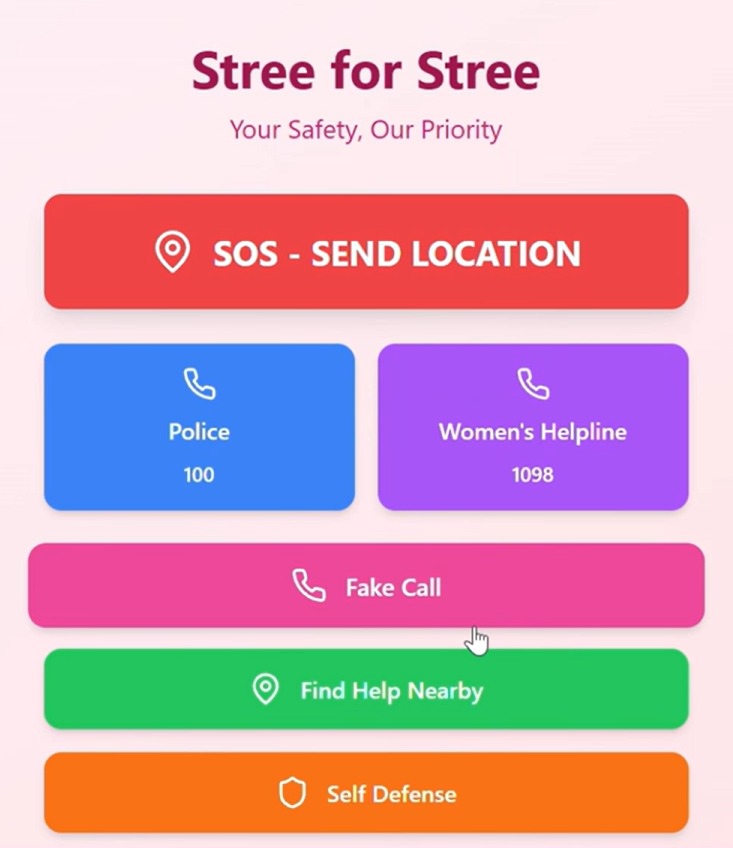 Stree for Stree
Your Safety, Our Priority
SOS - SEND LOCATION
Police
100
Women's Helpline
1098
Fake Call
Find Help Nearby
Self Defense